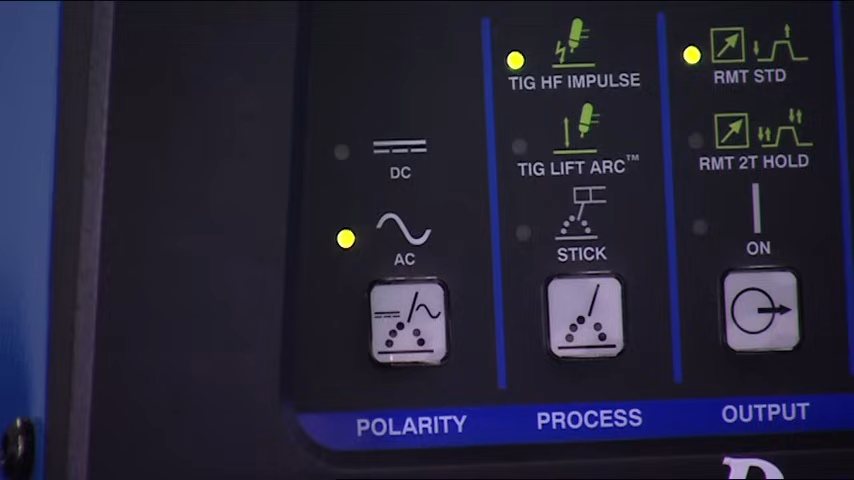 DC
AC
POLARITY
TIG HF IMPULSE
TIG LIFT ARC™
STICK
PROCESS
RMT STD
RMT 2T HOLD
ON
OUTPUT